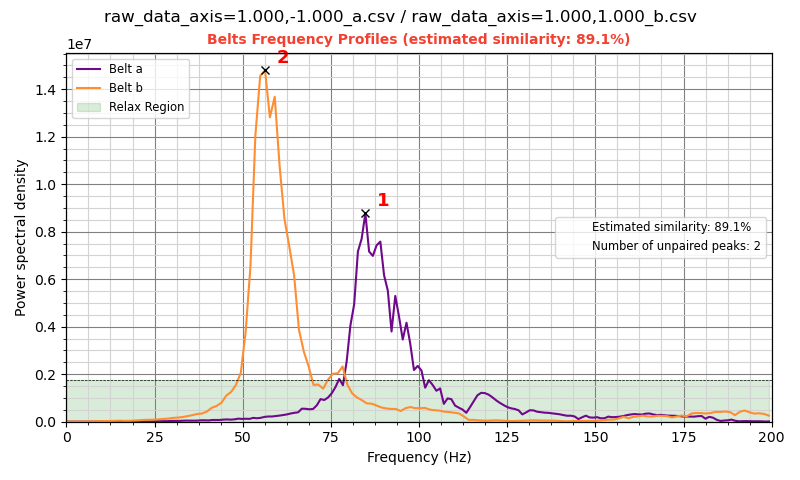 raw_data_axis=1.000,-1.000_a.csv / raw_data_axis=1.000,1.000_b.csv
Belts Frequency Profiles (estimated similarity: 89.1%)
1e7
Belt a
Belt b
Relax Region
2
1
Estimated similarity: 89.1%
Number of unpaired peaks: 2
Power spectral density
1.4
1.2
1.0
0.8
0.6
0.4
0.2
0.0
0 25 50 75 100 125 150 175 200
Frequency (Hz)